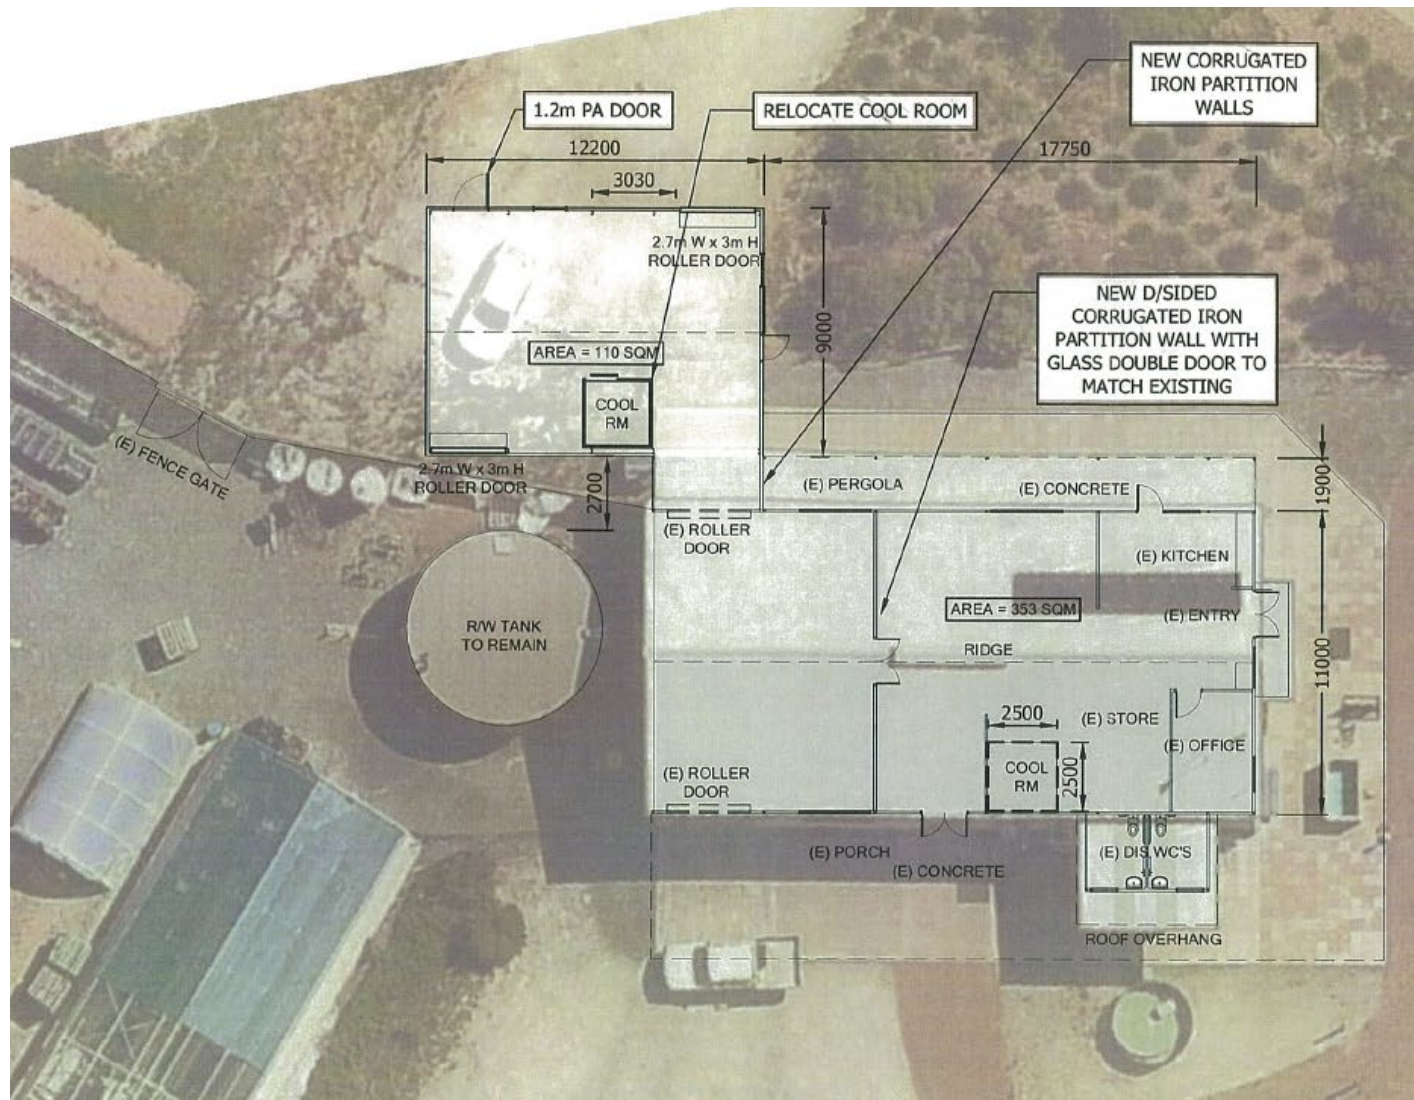 NEW CORRUGATED
IRON PARTITION
WALLS
1.2m PA DOOR
RELOCATE COOL ROOM
12200
17750
3030
2.7m W x 3m H
ROLLER DOOR
NEW D/SIDED
CORRUGATED IRON
PARTITION WALL WITH
GLASS DOUBLE DOOR TO
MATCH EXISTING
9000
AREA = 110 SQM
COOL
RM
(E) FENCE GATE
2.7m W x 3m H
ROLLER DOOR
2700
(E) PERGOLA
(E) CONCRETE
1900
(E) ROLLER
DOOR
(E) KITCHEN
AREA = 353 SQM
(E) ENTRY
R/W TANK
TO REMAIN
RIDGE
11000
2500
(E) STORE
(E) OFFICE
COOL
RM
2500
(E) ROLLER
DOOR
(E) PORCH
(E) CONCRETE
(E) DIS WC'S
ROOF OVERHANG